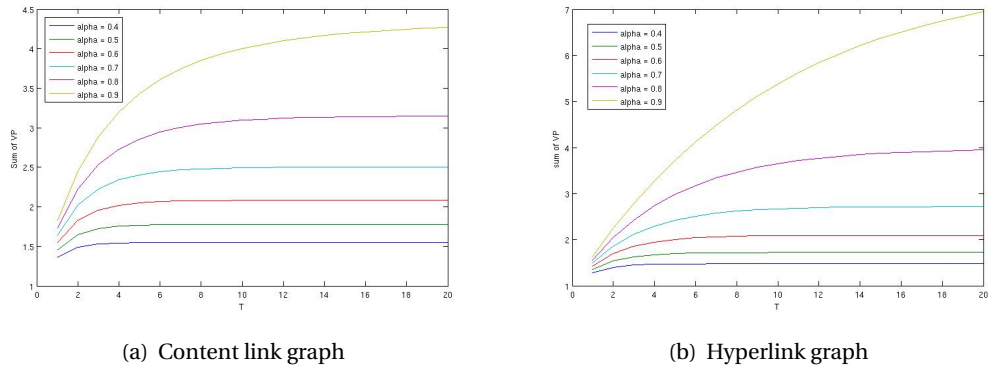 4.5
4
3.5
3
2.5
2
1.5
1
Sum of VP
alpha = 0.4
alpha = 0.5
alpha = 0.6
alpha = 0.7
alpha = 0.8
alpha = 0.9
0 2 4 6 8 10 12 14 16 18 20
T
(a) Content link graph
7
6
5
4
3
2
1
sum of VP
alpha = 0.4
alpha = 0.5
alpha = 0.6
alpha = 0.7
alpha = 0.8
alpha = 0.9
0 2 4 6 8 10 12 14 16 18 20
T
(b) Hyperlink graph